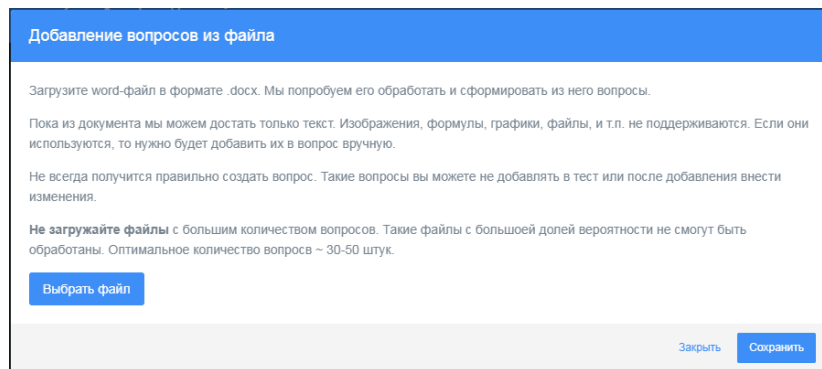 Добавление вопросов из файла
Загрузите word-файл в формате .docx. Мы попробуем его обработать и сформировать из него вопросы.
Пока из документа мы можем достать только текст. Изображения, формулы, графики, файлы, и т.п. не поддерживаются. Если они
используются, то нужно будет добавить их в вопрос вручную.
Не всегда получится правильно создать вопрос. Такие вопросы вы можете не добавлять в тест или после добавления внести
изменения.
Не загружайте файлы с большим количеством вопросов. Такие файлы с большоей долей вероятности не смогут быть
обработаны. Оптимальное количество вопросв ~ 30-50 штук.
Выбрать файл
Закрыть
Сохранить